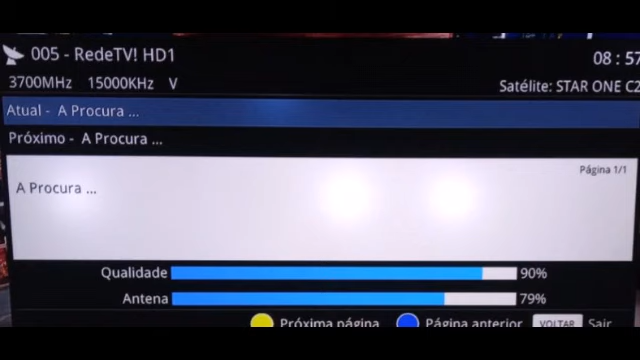 005 - RedeTV! HD1
08 : 57
3700MHz 15000KHz V
Satélite: STAR ONE C2
Atual - A Procura ...
Próximo - A Procura ...
Página 1/1
A Procura ...
Qualidade 90%
Antena 79%
Próxima página Página anterior VOLTAR Sair